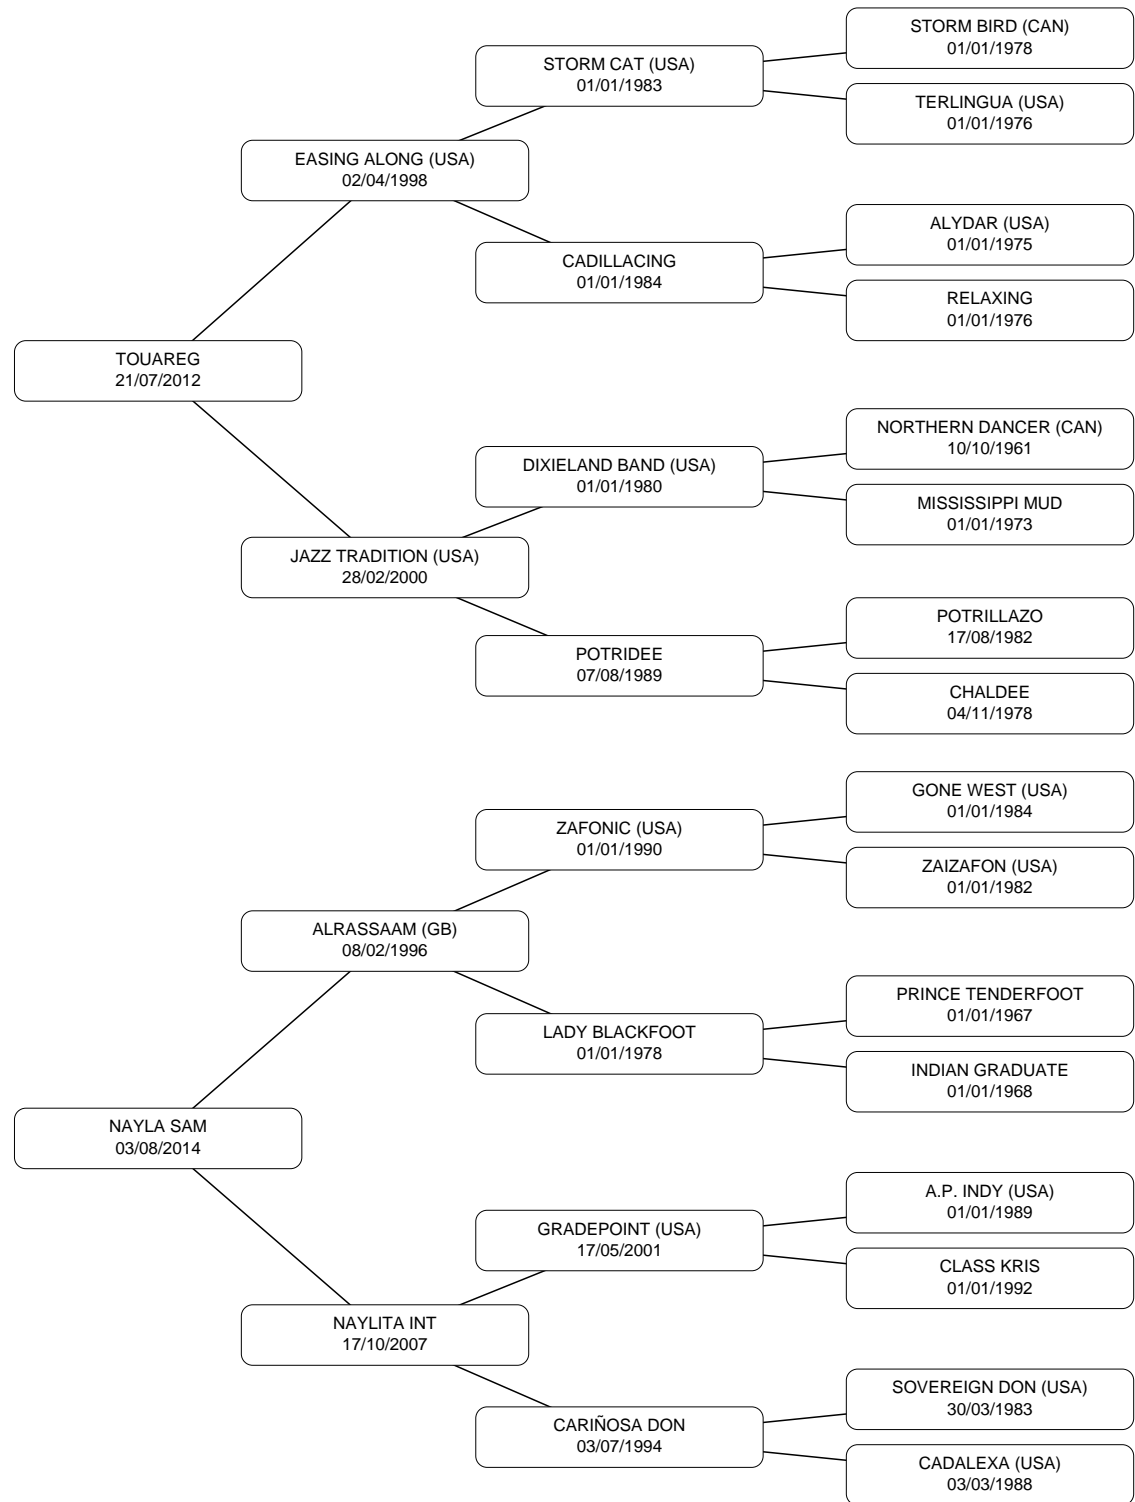 STORM BIRD (CAN)
01/01/1978
STORM CAT (USA)
01/01/1983
TERLINGUA (USA)
01/01/1976
EASING ALONG (USA)
02/04/1998
ALYDAR (USA)
01/01/1975
CADILLACING
01/01/1984
RELAXING
01/01/1976
TOUAREG
21/07/2012
NORTHERN DANCER (CAN)
10/10/1961
DIXIELAND BAND (USA)
01/01/1980
MISSISSIPPI MUD
01/01/1973
JAZZ TRADITION (USA)
28/02/2000
POTRILLAZO
17/08/1982
POTRIDEE
07/08/1989
CHALDEE
04/11/1978
GONE WEST (USA)
01/01/1984
ZAFONIC (USA)
01/01/1990
ZAIZAFON (USA)
01/01/1982
ALRASSAAM (GB)
08/02/1996
PRINCE TENDERFOOT
01/01/1967
LADY BLACKFOOT
01/01/1978
INDIAN GRADUATE
01/01/1968
NAYLA SAM
03/08/2014
A.P. INDY (USA)
01/01/1989
GRADEPOINT (USA)
17/05/2001
CLASS KRIS
01/01/1992
NAYLITA INT
17/10/2007
SOVEREIGN DON (USA)
30/03/1983
CARIÑOSA DON
03/07/1994
CADALEXA (USA)
03/03/1988